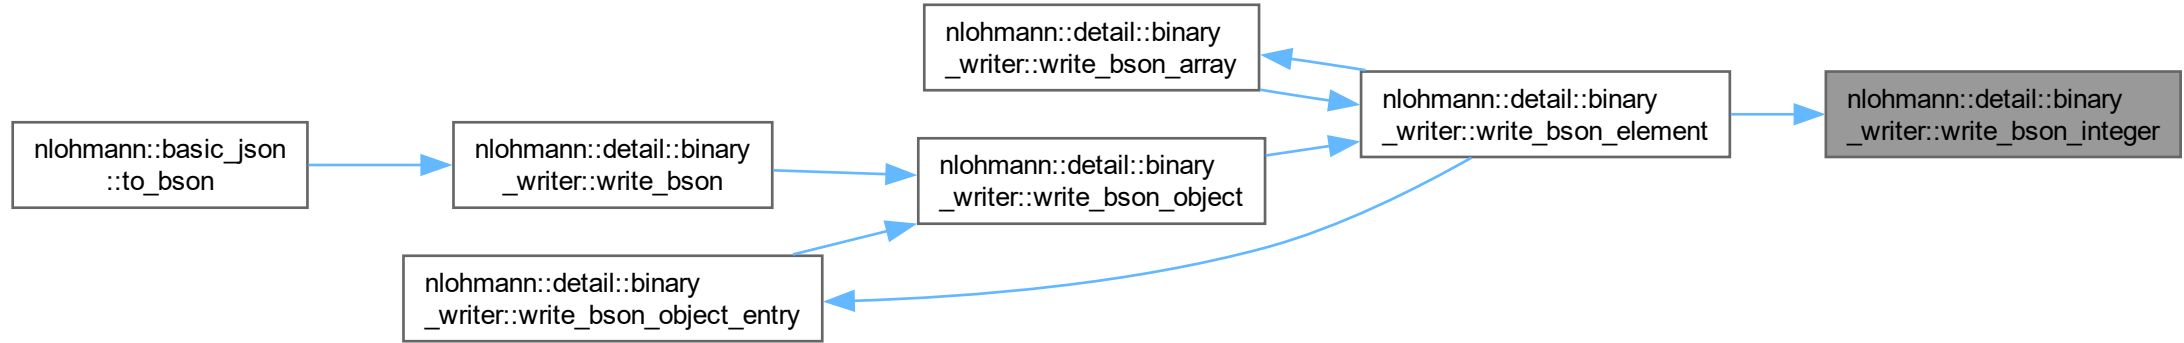 nlohmann::basic_json
::to_bson
nlohmann::detail::binary
_writer::write_bson
nlohmann::detail::binary
_writer::write_bson_object_entry
nlohmann::detail::binary
_writer::write_bson_array
nlohmann::detail::binary
_writer::write_bson_object
nlohmann::detail::binary
_writer::write_bson_element
nlohmann::detail::binary
_writer::write_bson_integer